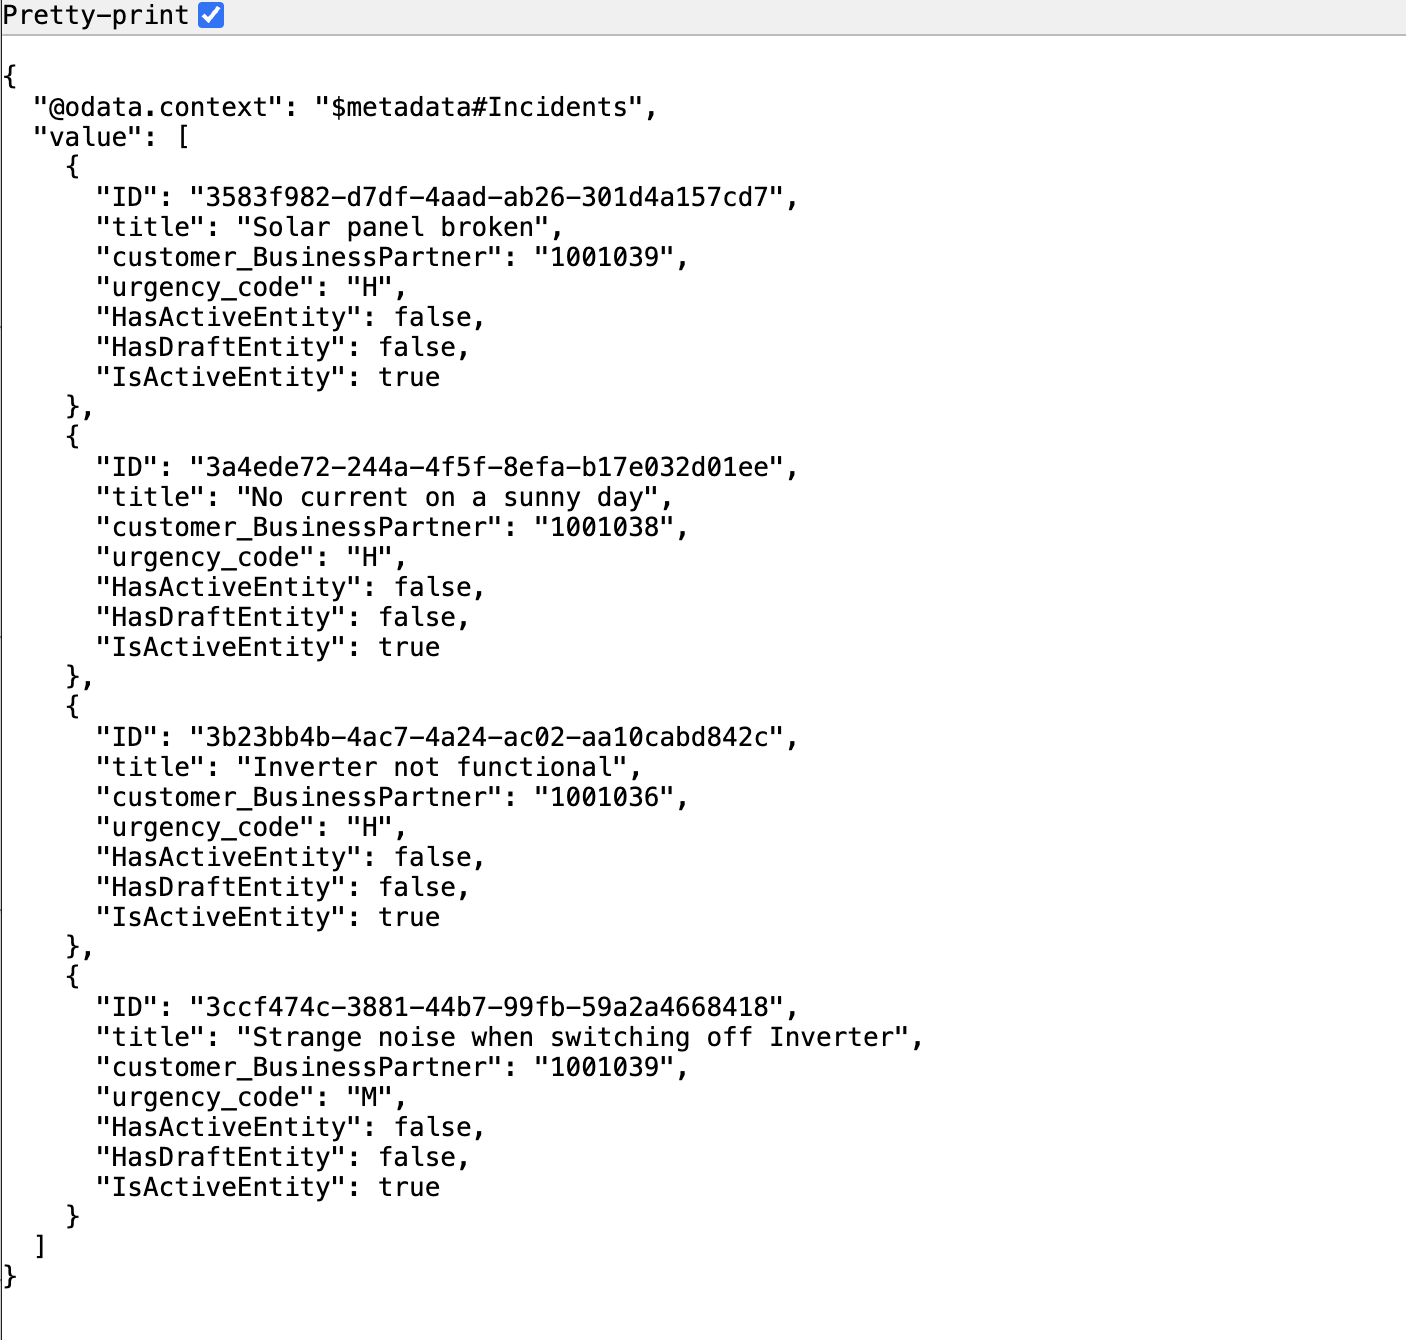 Pretty-print
{
  "@odata.context": "$metadata#Incidents",
  "value": [
    {
      "ID": "3583f982-d7df-4aad-ab26-301d4a157cd7",
      "title": "Solar panel broken",
      "customer_BusinessPartner": "1001039",
      "urgency_code": "H",
      "HasActiveEntity": false,
      "HasDraftEntity": false,
      "IsActiveEntity": true
    },
    {
      "ID": "3a4ede72-244a-4f5f-8efa-b17e032d01ee",
      "title": "No current on a sunny day",
      "customer_BusinessPartner": "1001038",
      "urgency_code": "H",
      "HasActiveEntity": false,
      "HasDraftEntity": false,
      "IsActiveEntity": true
    },
    {
      "ID": "3b23bb4b-4ac7-4a24-ac02-aa10cabd842c",
      "title": "Inverter not functional",
      "customer_BusinessPartner": "1001036",
      "urgency_code": "H",
      "HasActiveEntity": false,
      "HasDraftEntity": false,
      "IsActiveEntity": true
    },
    {
      "ID": "3ccf474c-3881-44b7-99fb-59a2a4668418",
      "title": "Strange noise when switching off Inverter",
      "customer_BusinessPartner": "1001039",
      "urgency_code": "M",
      "HasActiveEntity": false,
      "HasDraftEntity": false,
      "IsActiveEntity": true
    }
  ]
}